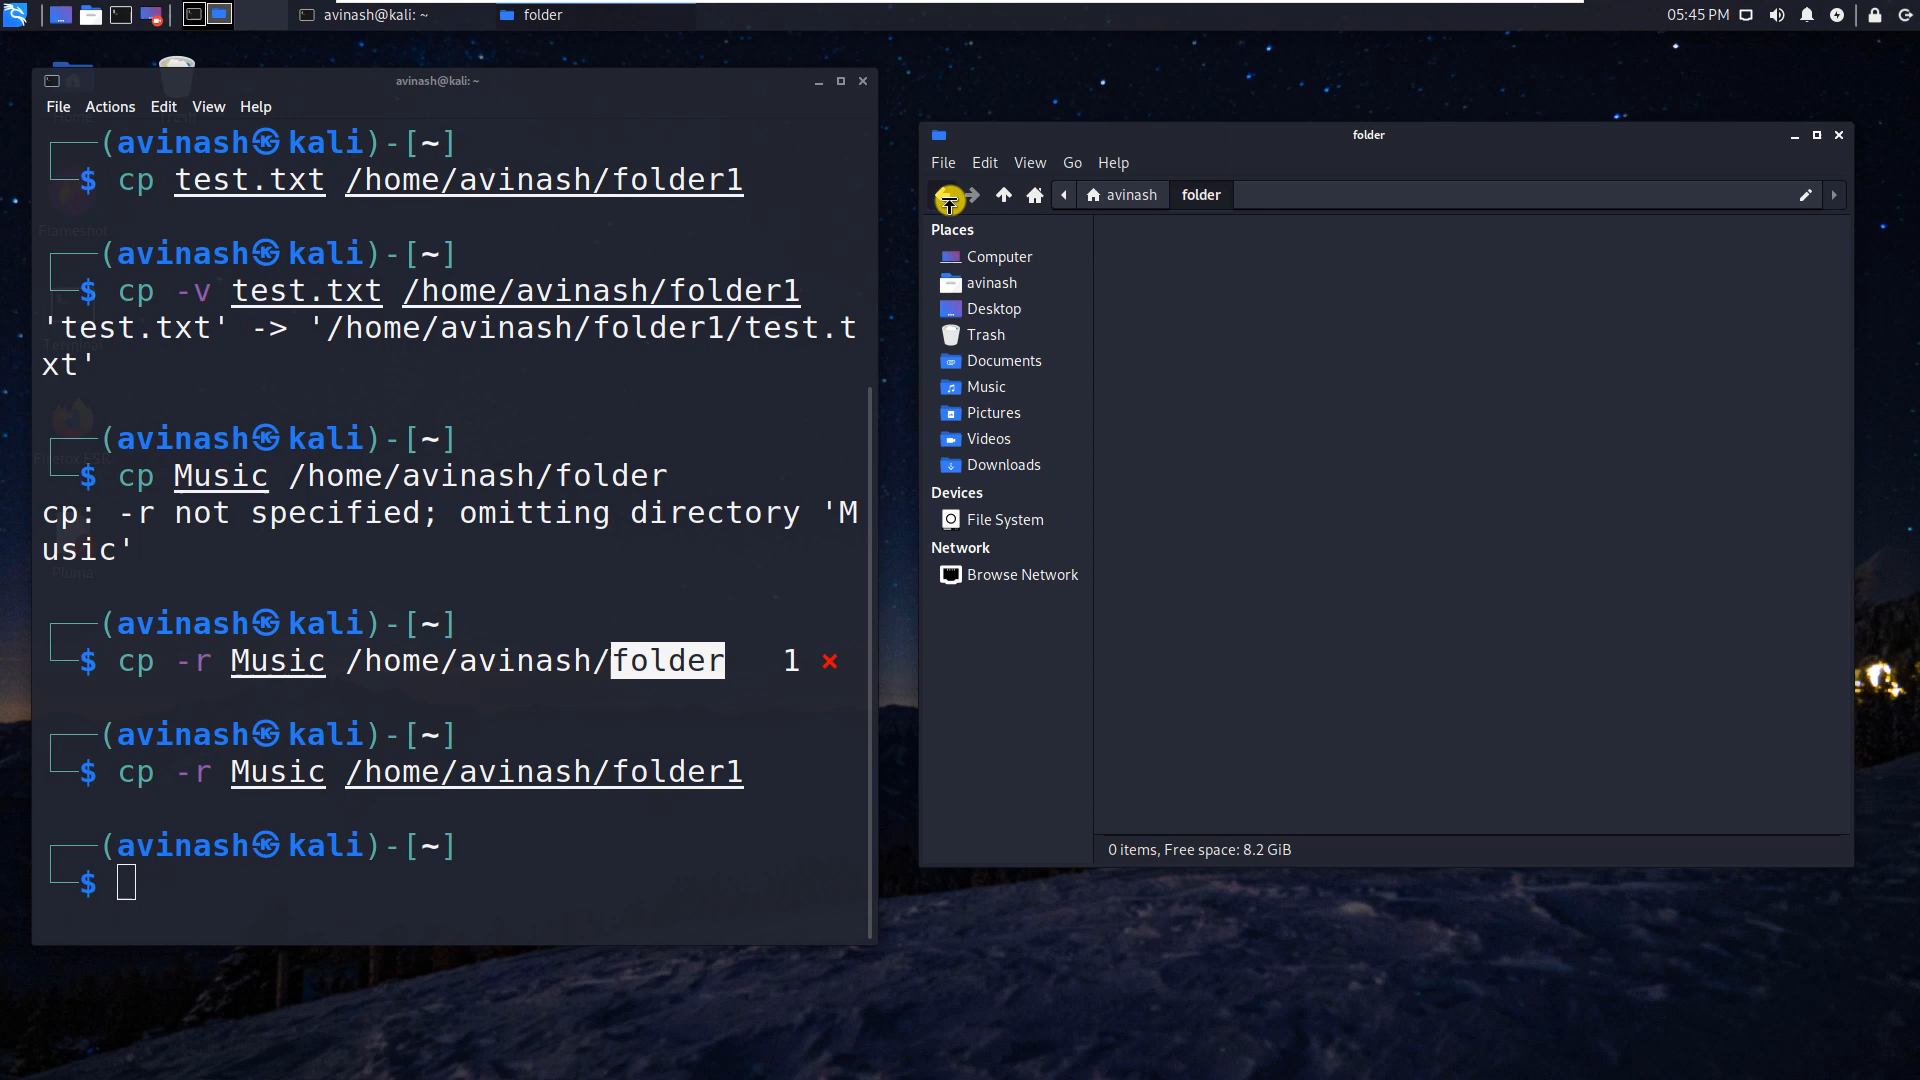 avinash@kali: ~
folder
05:45 PM
avinash@kali: ~
File Actions Edit View Help
(avinash㉿kali)-[~]
$ cp test.txt /home/avinash/folder1
(avinash㉿kali)-[~]
$ cp -v test.txt /home/avinash/folder1
'test.txt' -> '/home/avinash/folder1/test.t
xt'
(avinash㉿kali)-[~]
$ cp Music /home/avinash/folder
cp: -r not specified; omitting directory 'M
usic'
(avinash㉿kali)-[~]
$ cp -r Music /home/avinash/folder 1 ×
(avinash㉿kali)-[~]
$ cp -r Music /home/avinash/folder1
(avinash㉿kali)-[~]
$
Home
Flameshot
Firefox ESR
Pluma
folder
File Edit View Go Help
avinash folder
Places
Computer
avinash
Desktop
Trash
Documents
Music
Pictures
Videos
Downloads
Devices
File System
Network
Browse Network
0 items, Free space: 8.2 GiB